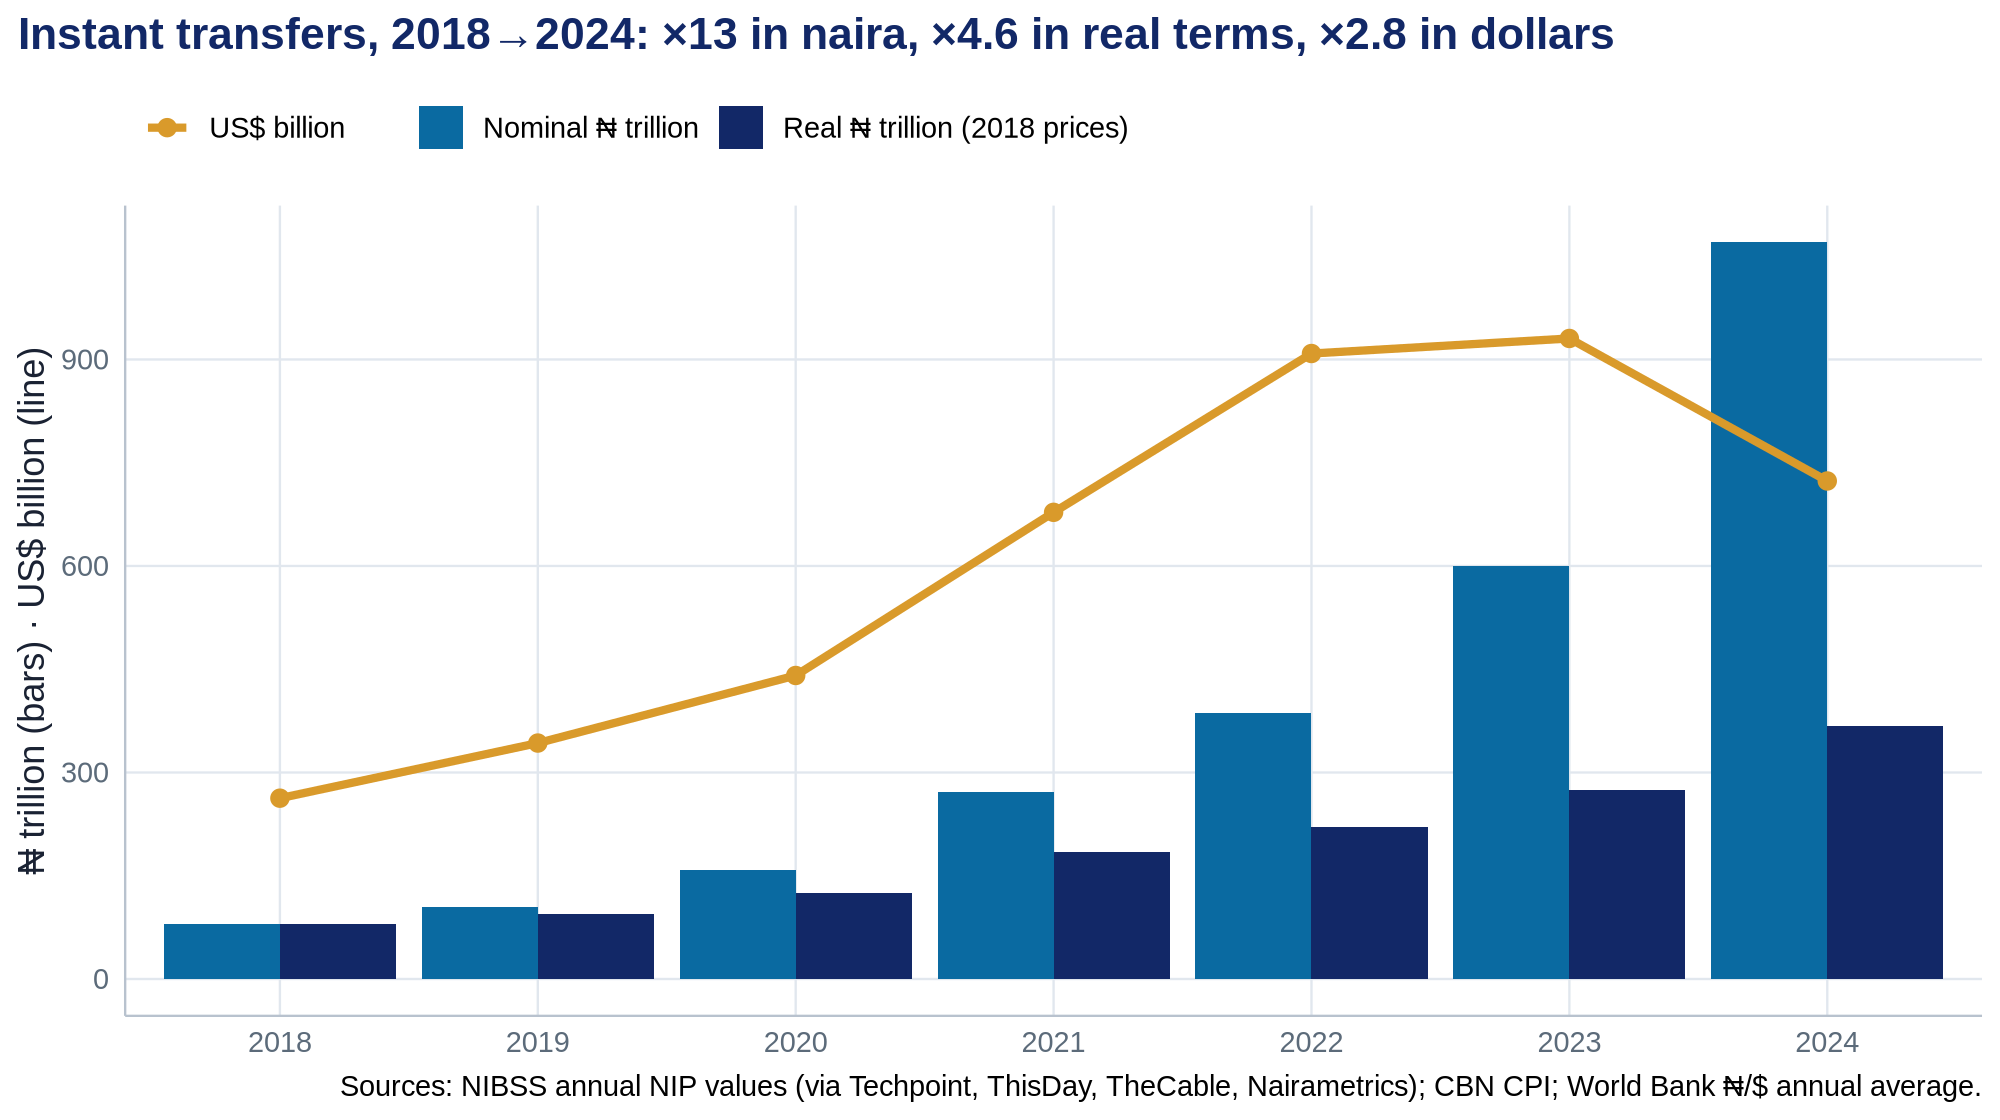 Instant transfers, 2018→2024: ×13 in naira, ×4.6 in real terms, ×2.8 in dollars
US$ billion
Nominal ₦ trillion
Real ₦ trillion (2018 prices)
₦ trillion (bars) · US$ billion (line)
900
600
300
0
2018
2019
2020
2021
2022
2023
2024
Sources: NIBSS annual NIP values (via Techpoint, ThisDay, TheCable, Nairametrics); CBN CPI; World Bank ₦/$ annual average.